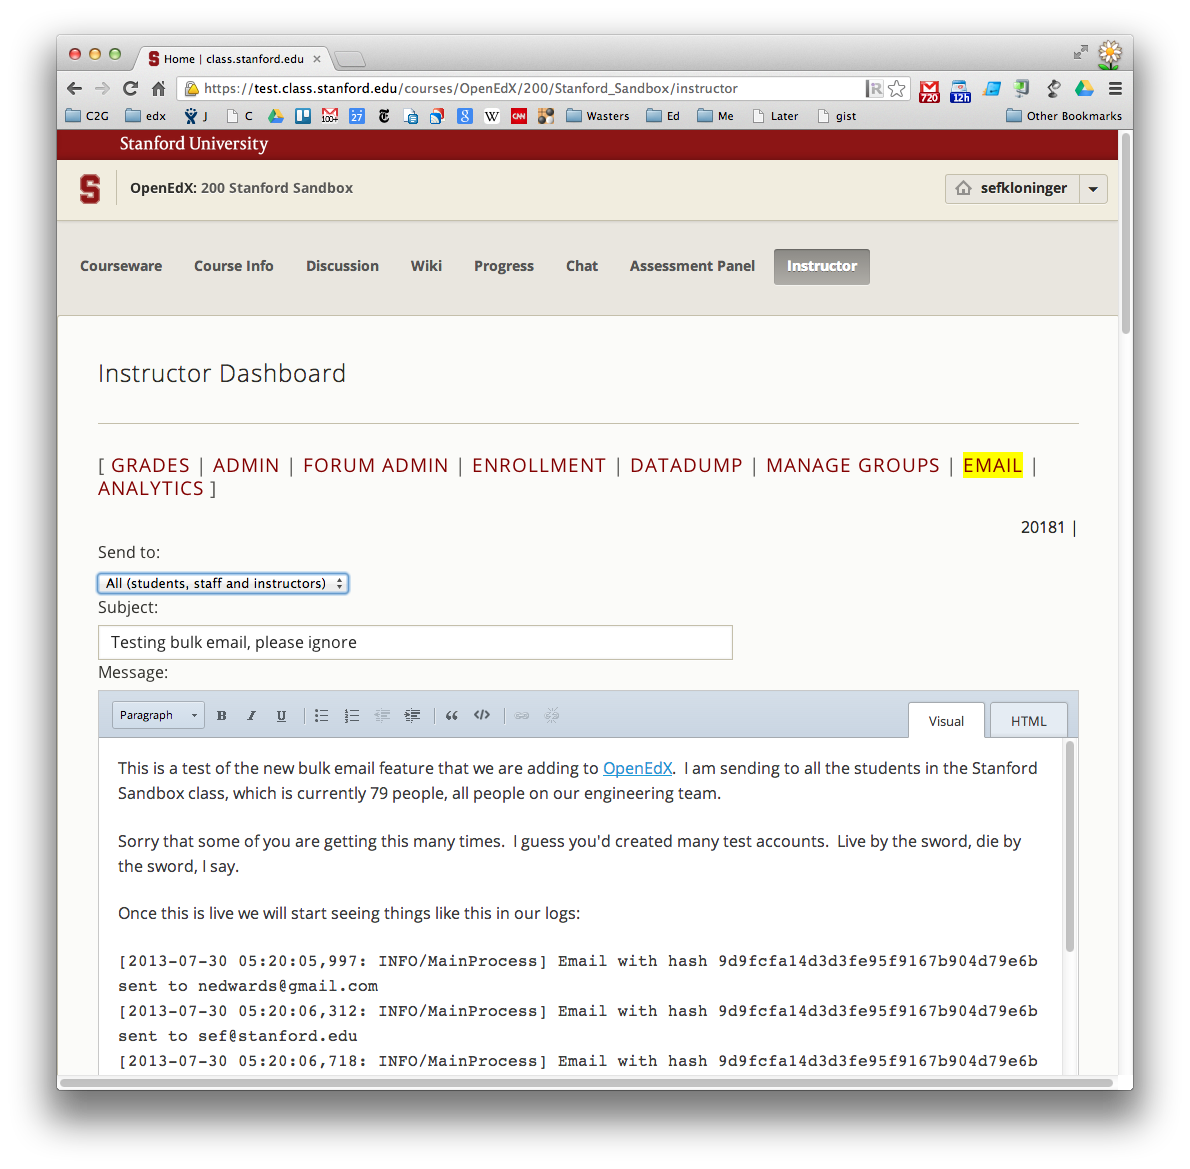 Home | class.stanford.edu
https://test.class.stanford.edu/courses/OpenEdX/200/Stanford_Sandbox/instructor
720
12h
C2G edx J C 100+ 27 8 W CNN Wasters Ed Me Later gist Other Bookmarks
Stanford University
S OpenEdX: 200 Stanford Sandbox sefkloninger
Courseware Course Info Discussion Wiki Progress Chat Assessment Panel Instructor
Instructor Dashboard
[ GRADES | ADMIN | FORUM ADMIN | ENROLLMENT | DATADUMP | MANAGE GROUPS | EMAIL |
ANALYTICS ]
20181 |
Send to:
All (students, staff and instructors)
Subject:
Testing bulk email, please ignore
Message:
Paragraph B I U “ </> Visual HTML
This is a test of the new bulk email feature that we are adding to OpenEdX. I am sending to all the students in the Stanford
Sandbox class, which is currently 79 people, all people on our engineering team.
Sorry that some of you are getting this many times. I guess you'd created many test accounts. Live by the sword, die by
the sword, I say.
Once this is live we will start seeing things like this in our logs:
[2013-07-30 05:20:05,997: INFO/MainProcess] Email with hash 9d9fcfa14d3d3fe95f9167b904d79e6b
sent to nedwards@gmail.com
[2013-07-30 05:20:06,312: INFO/MainProcess] Email with hash 9d9fcfa14d3d3fe95f9167b904d79e6b
sent to sef@stanford.edu
[2013-07-30 05:20:06,718: INFO/MainProcess] Email with hash 9d9fcfa14d3d3fe95f9167b904d79e6b